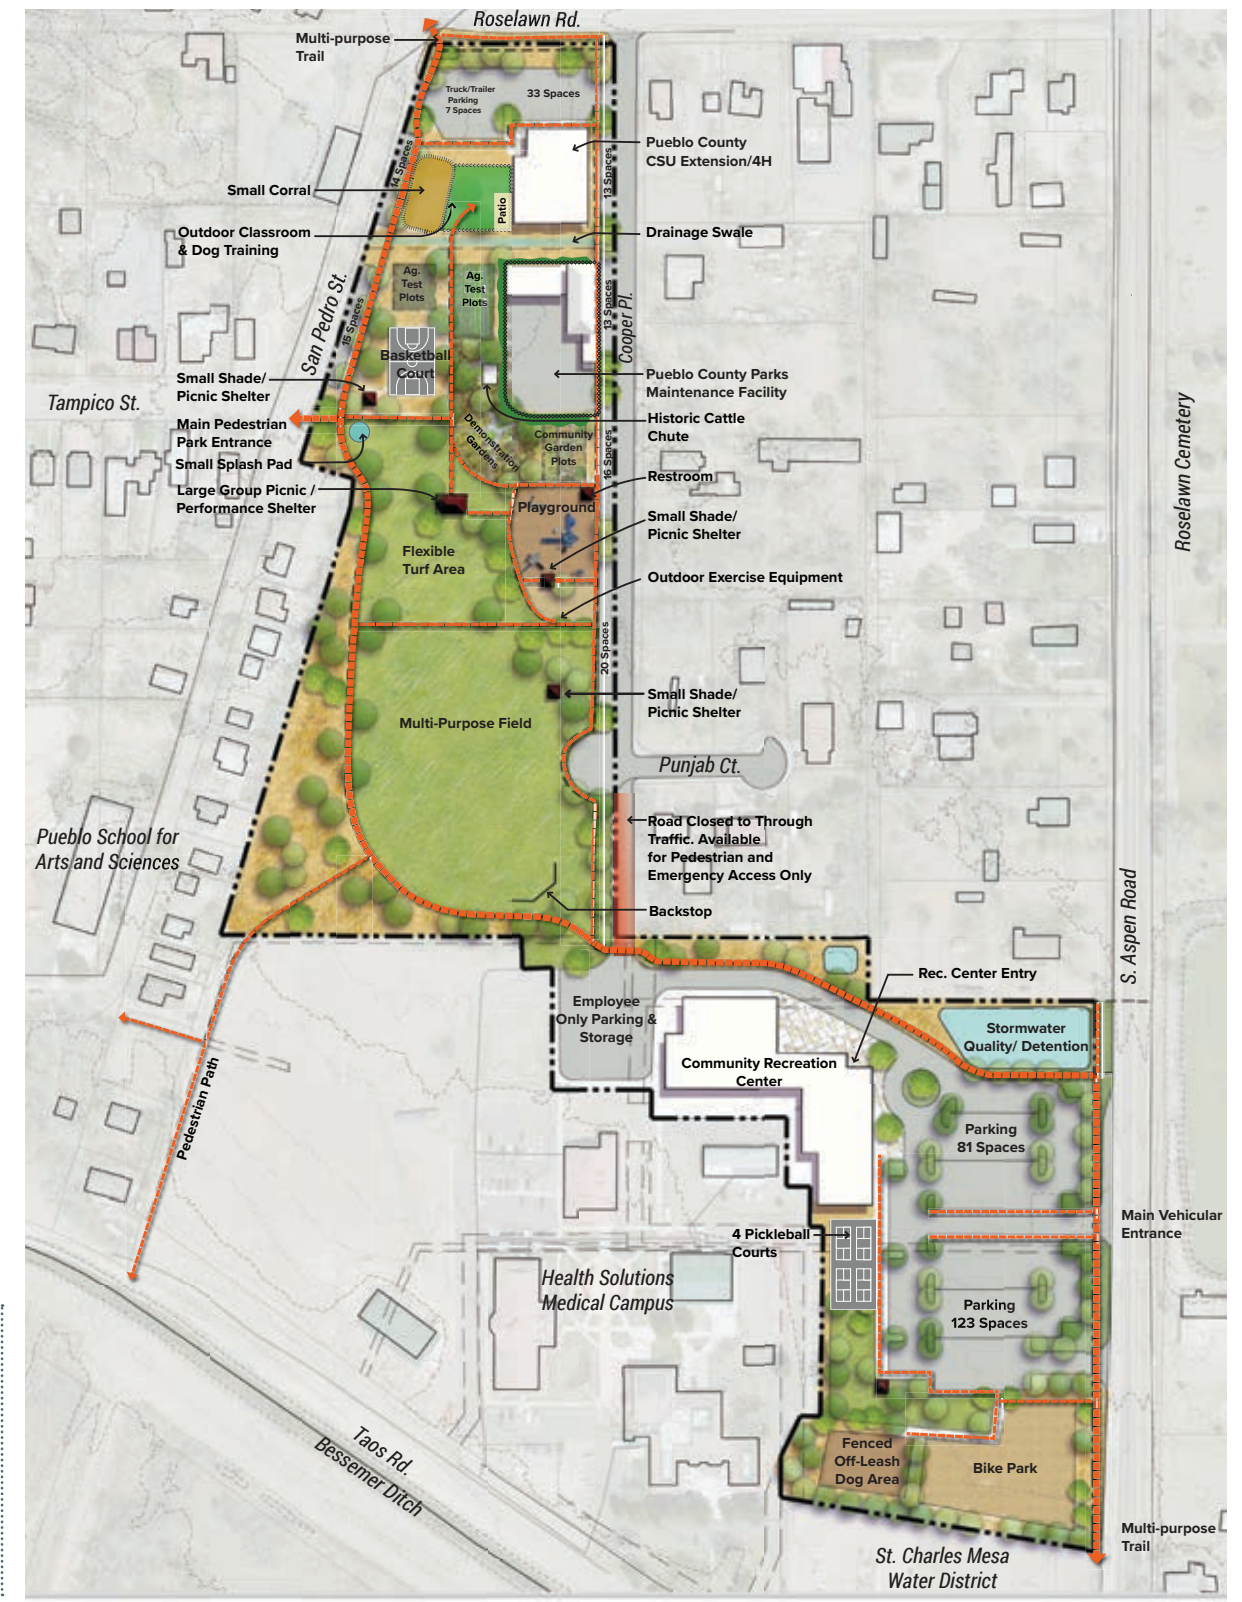 Roselawn Rd.
Multi-purpose
Trail
Truck/Trailer
Parking
7 Spaces
33 Spaces
Pueblo County
CSU Extension/4H
14 Spaces
13 Spaces
Small Corral
Patio
Outdoor Classroom
& Dog Training
Drainage Swale
Ag.
Test
Plots
Ag.
Test
Plots
San Pedro St.
15 Spaces
13 Spaces
Cooper Pl.
Basketball
Court
Small Shade/
Picnic Shelter
Pueblo County Parks
Maintenance Facility
Tampico St.
Main Pedestrian
Park Entrance
Historic Cattle
Chute
Demonstration
Gardens
Community
Garden
Plots
16 Spaces
Small Splash Pad
Restroom
Large Group Picnic /
Performance Shelter
Playground
Small Shade/
Picnic Shelter
Roselawn Cemetery
Flexible
Turf Area
Outdoor Exercise Equipment
20 Spaces
Small Shade/
Picnic Shelter
Multi-Purpose Field
Punjab Ct.
Pueblo School for
Arts and Sciences
Road Closed to Through
Traffic. Available
for Pedestrian and
Emergency Access Only
Backstop
S. Aspen Road
Rec. Center Entry
Employee
Only Parking &
Storage
Stormwater
Quality/ Detention
Community Recreation
Center
Pedestrian Path
Parking
81 Spaces
Main Vehicular
Entrance
4 Pickleball
Courts
Health Solutions
Medical Campus
Parking
123 Spaces
Taos Rd.
Bessemer Ditch
Fenced
Off-Leash
Dog Area
Bike Park
Multi-purpose
Trail
St. Charles Mesa
Water District